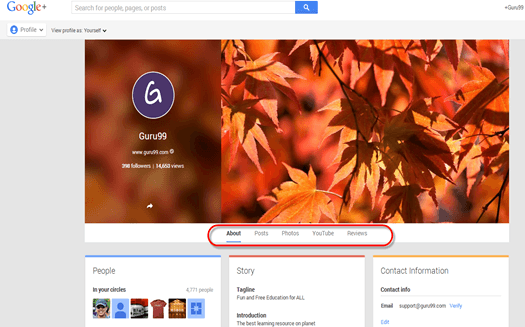 Google+
Search for people, pages, or posts
+Guru99
Profile
View profile as: Yourself
G
Guru99
www.guru99.com
398 followers | 14,650 views
About Posts Photos YouTube Reviews
People
In your circles 4,771 people
Story
Tagline
Fun and Free Education for ALL
Introduction
The best learning resource on planet
Contact Information
Contact info
Email support@guru99.com Verify
Edit